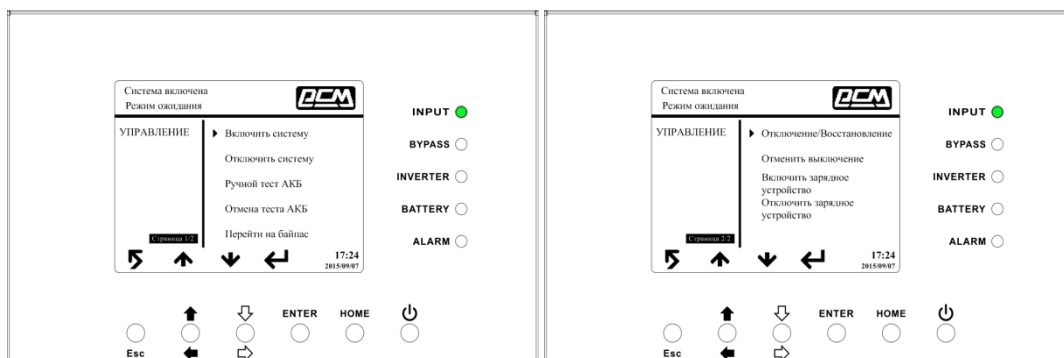 Система включена
Режим ожидания
PCM
УПРАВЛЕНИЕ
Включить систему
Отключить систему
Ручной тест АКБ
Отмена теста АКБ
Перейти на байпас
Страница 1/2
17:24
2015/09/07
INPUT
BYPASS
INVERTER
BATTERY
ALARM
ENTER
HOME
Esc
Система включена
Режим ожидания
PCM
УПРАВЛЕНИЕ
Отключение/Восстановление
Отменить выключение
Включить зарядное
устройство
Отключить зарядное
устройство
Страница 2/2
17:24
2015/09/07
INPUT
BYPASS
INVERTER
BATTERY
ALARM
ENTER
HOME
Esc